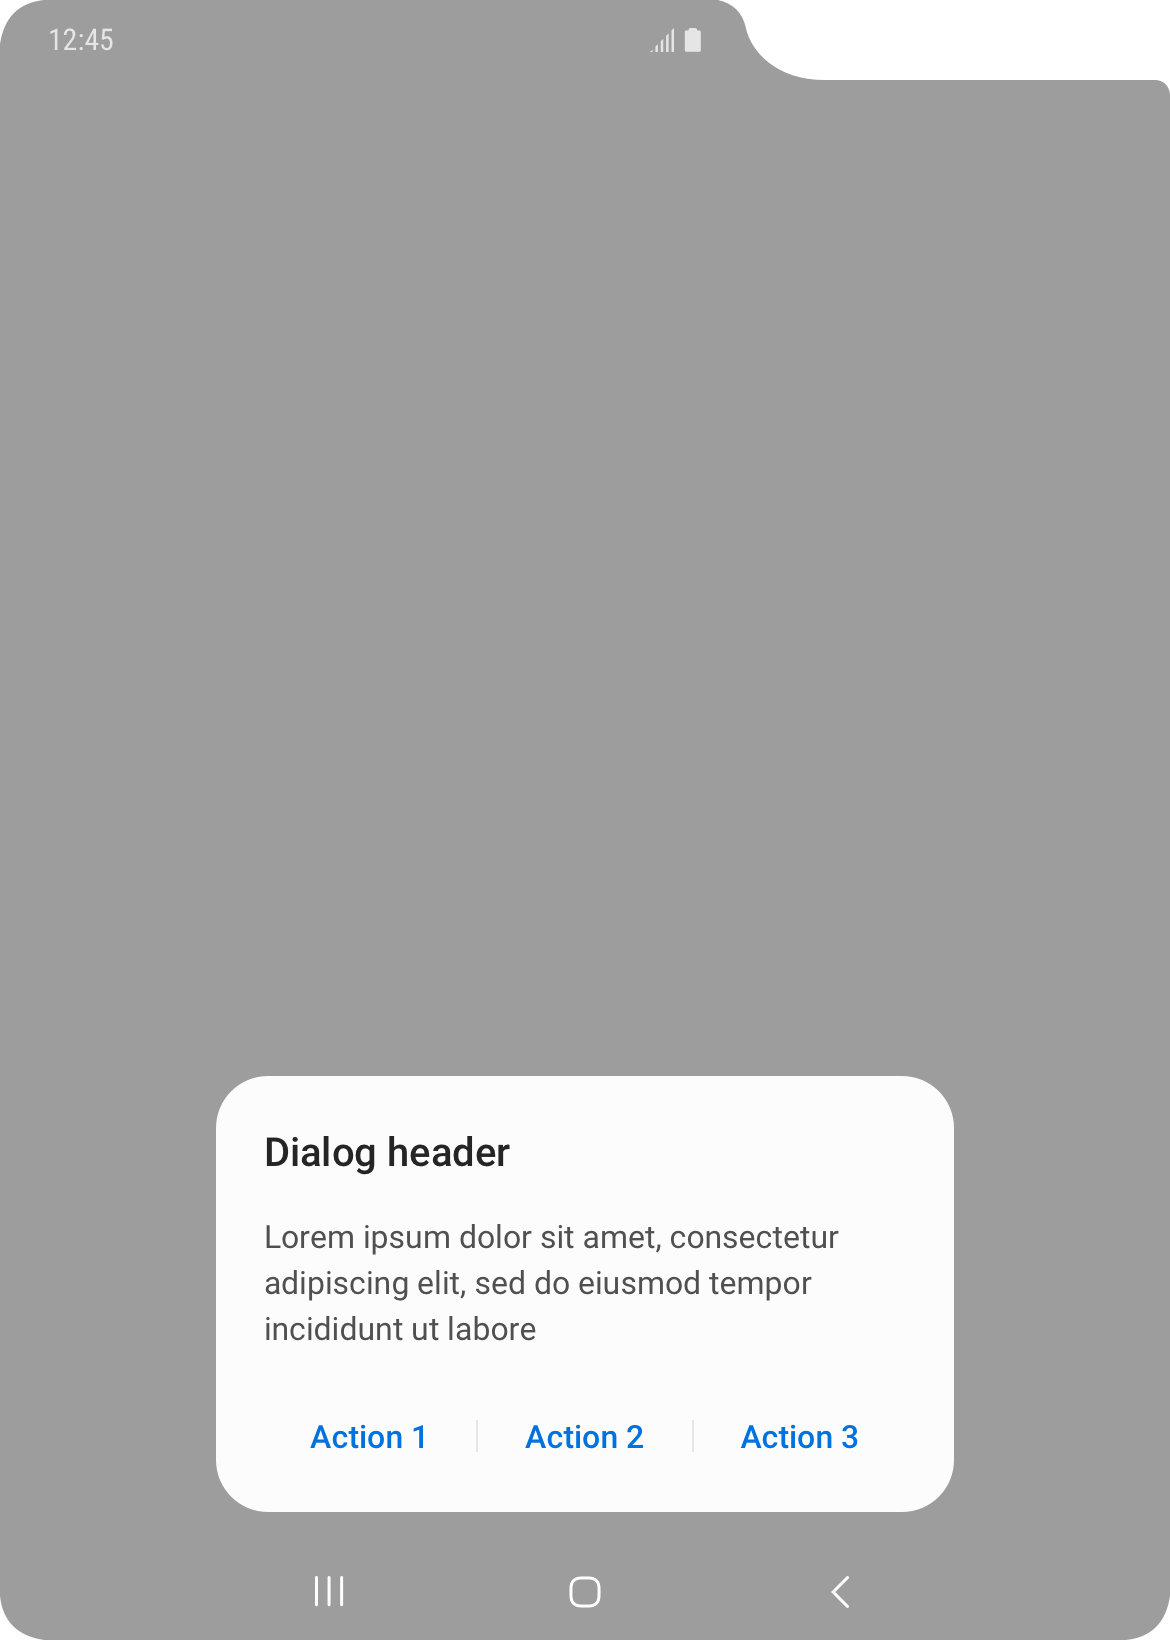 12:45
Dialog header
Lorem ipsum dolor sit amet, consectetur
adipiscing elit, sed do eiusmod tempor
incididunt ut labore
Action 1 Action 2 Action 3